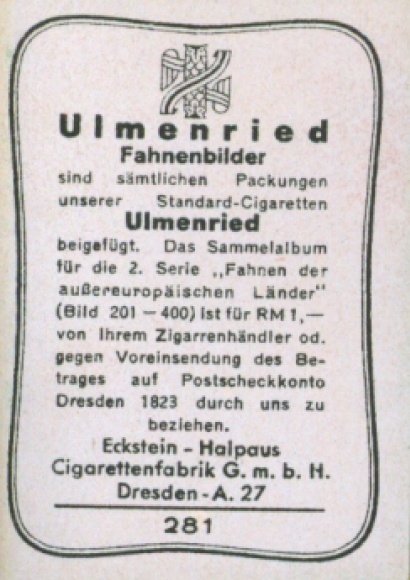 Ulmenried
Fahnenbilder
sind sämtlichen Packungen
unserer Standard-Cigaretten
Ulmenried
beigefügt. Das Sammelalbum
für die 2. Serie „Fahnen der
außereuropäischen Länder"
(Bild 201 — 400) ist für RM 1,—
von Ihrem Zigarrenhändler od.
gegen Voreinsendung des Be-
trages auf Postscheckkonto
Dresden 1823 durch uns zu
beziehen.
Eckstein - Halpaus
Cigarettenfabrik G. m. b. H.
Dresden - A. 27
281